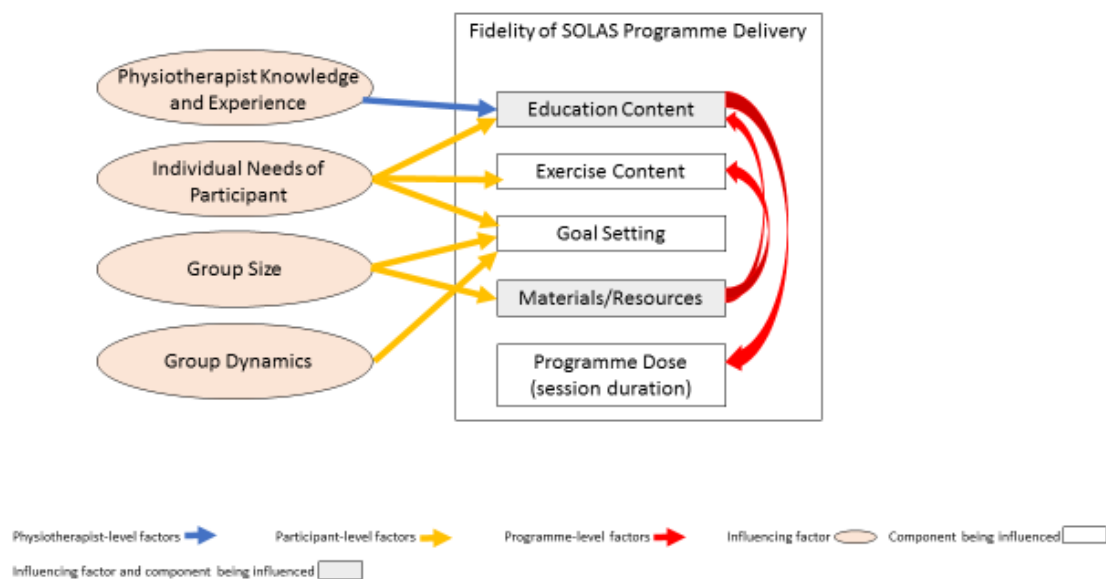 Fidelity of SOLAS Programme Delivery
Physiotherapist Knowledge
and Experience
Education Content
Individual Needs of
Participant
Exercise Content
Goal Setting
Group Size
Materials/Resources
Group Dynamics
Programme Dose
(session duration)
Physiotherapist-level factors
Participant-level factors
Programme-level factors
Influencing factor
Component being influenced
Influencing factor and component being influenced